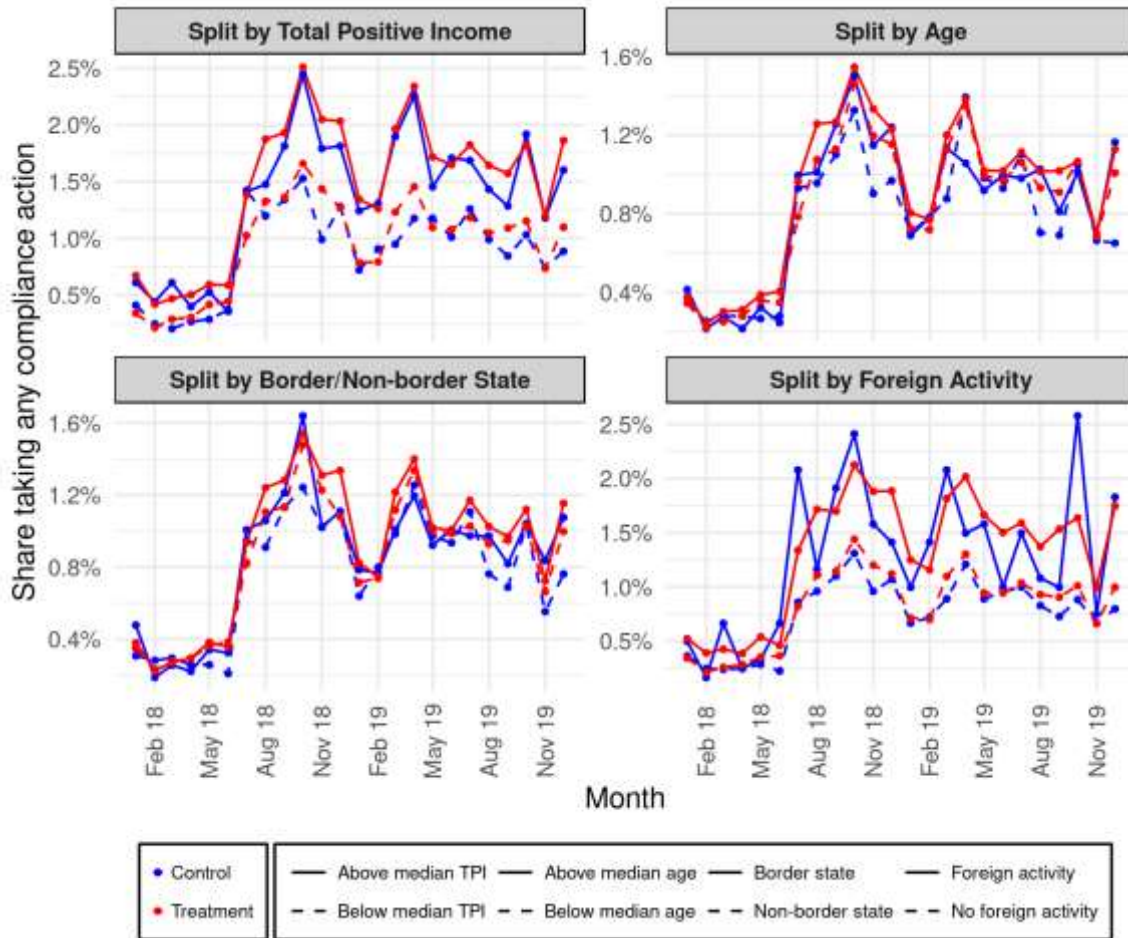 Split by Total Positive Income
Split by Age
2.5%
2.0%
1.5%
1.0%
0.5%
1.6%
1.2%
0.8%
0.4%
Split by Border/Non-border State
Split by Foreign Activity
1.6%
1.2%
0.8%
0.4%
2.5%
2.0%
1.5%
1.0%
0.5%
Share taking any compliance action
Feb 18
May 18
Aug 18
Nov 18
Feb 19
May 19
Aug 19
Nov 19
Feb 18
May 18
Aug 18
Nov 18
Feb 19
May 19
Aug 19
Nov 19
Month
Control
Treatment
Above median TPI Above median age Border state Foreign activity
Below median TPI Below median age Non-border state No foreign activity